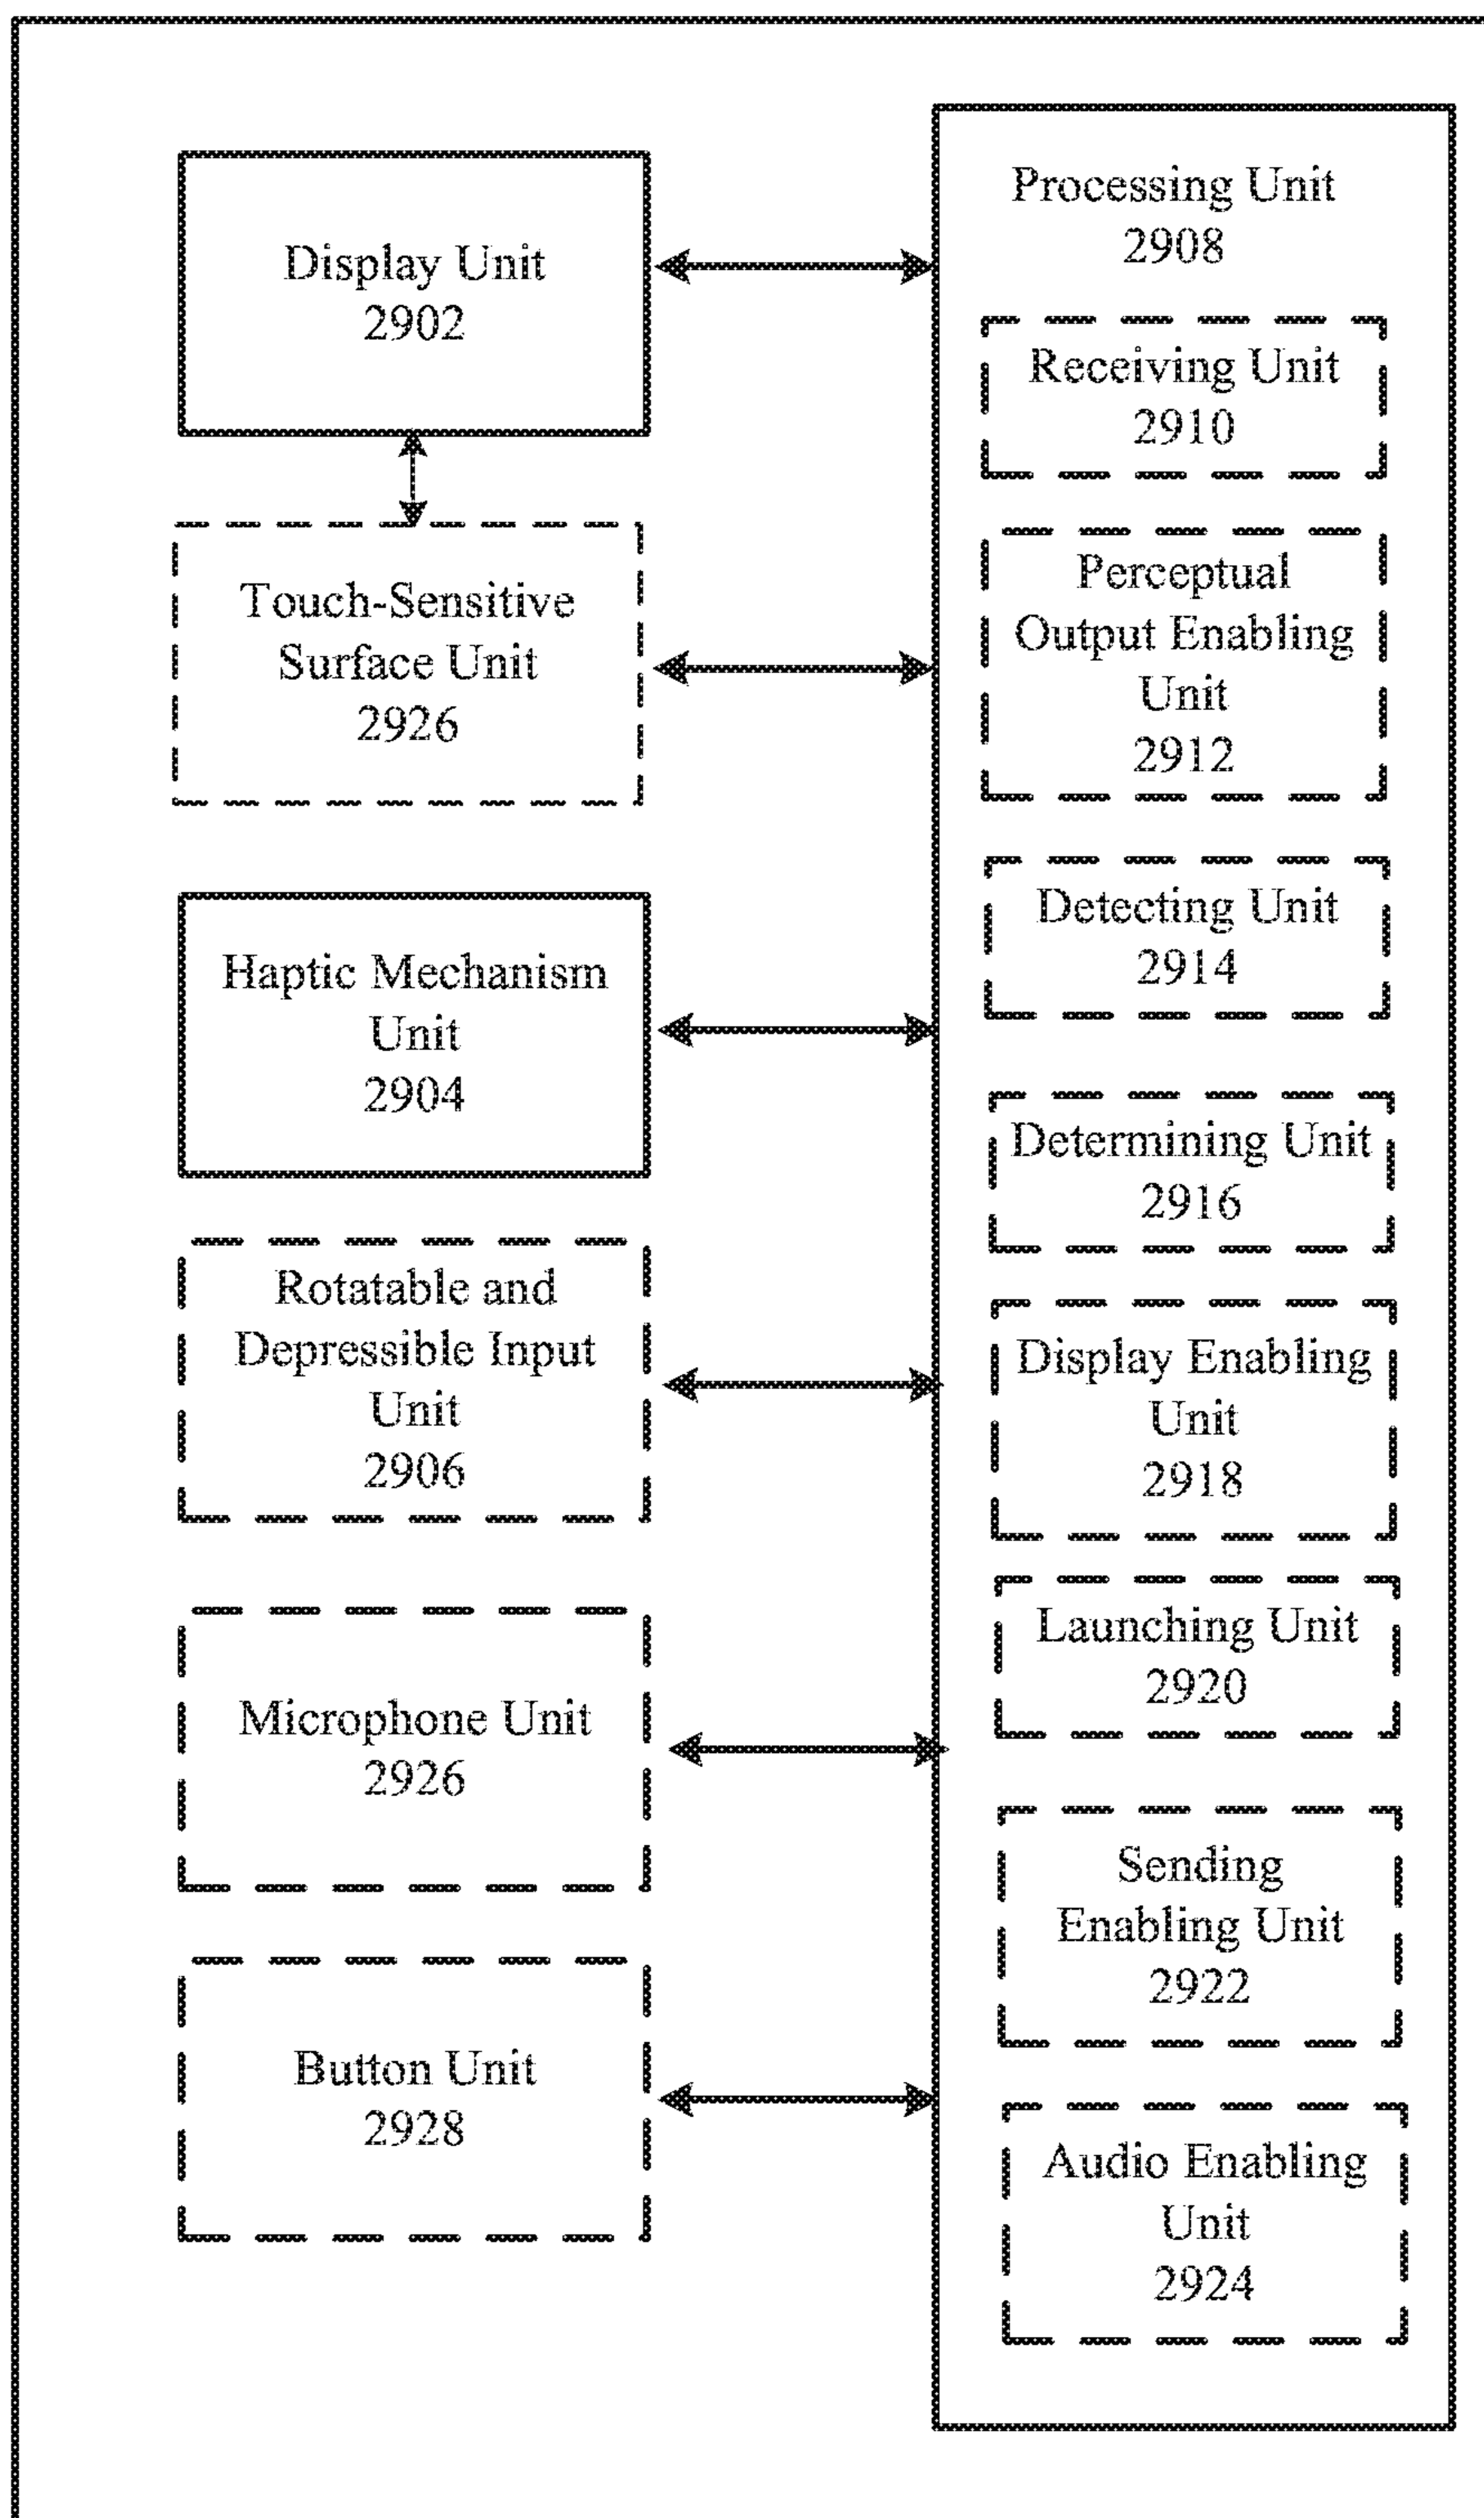 Display Unit
2902
Touch-Sensitive
Surface Unit
2926
Haptic Mechanism
Unit
2904
Rotatable and
Depressible Input
Unit
2906
Microphone Unit
2926
Button Unit
2928
Processing Unit
2908
Receiving Unit
2910
Perceptual
Output Enabling
Unit
2912
Detecting Unit
2914
Determining Unit
2916
Display Enabling
Unit
2918
Launching Unit
2920
Sending
Enabling Unit
2922
Audio Enabling
Unit
2924